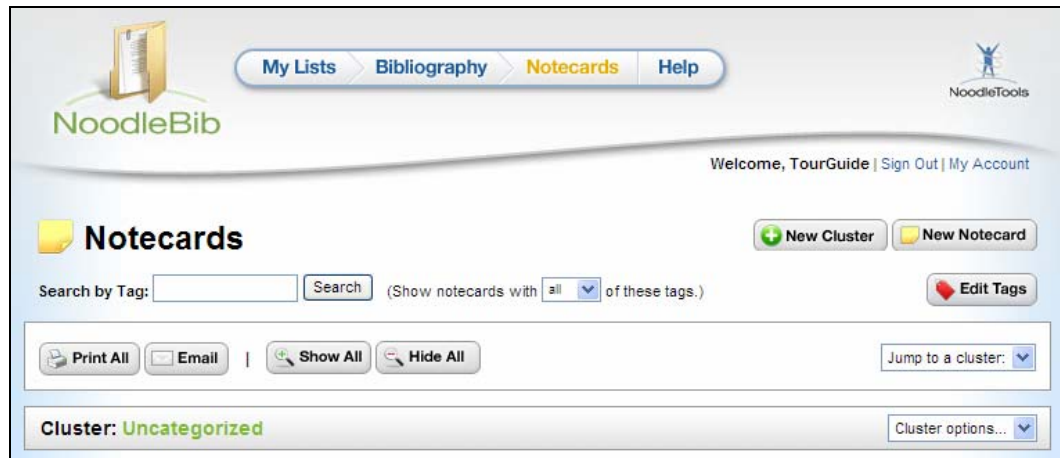 My Lists Bibliography Notecards Help
NoodleBib
NoodleTools
Welcome, TourGuide | Sign Out | My Account
Notecards
New Cluster New Notecard
Search by Tag: Search (Show notecards with all of these tags.) Edit Tags
Print All Email | Show All Hide All Jump to a cluster:
Cluster: Uncategorized Cluster options...